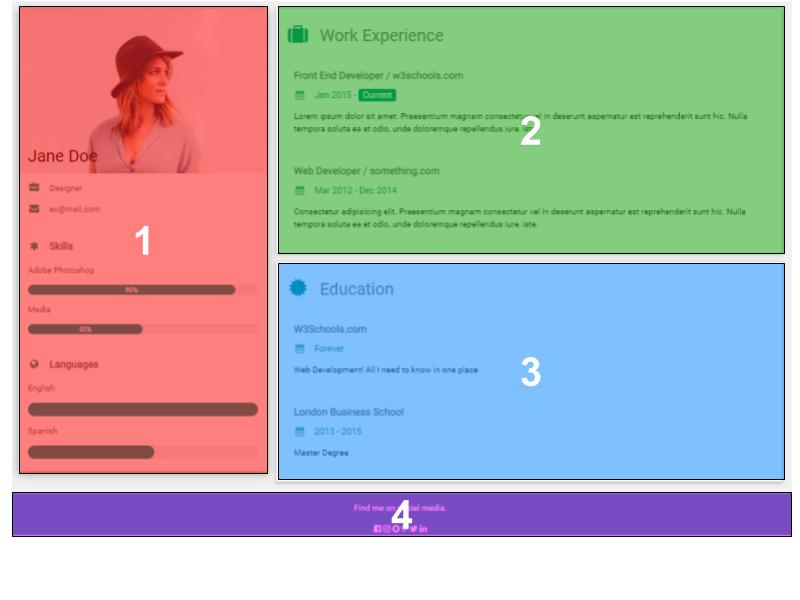 Jane Doe
Designer
ex@mail.com
1
Skills
Adobe Photoshop
90%
Media
50%
Languages
English
Spanish
Work Experience
Front End Developer / w3schools.com
Jan 2015 - Current
2
Lorem ipsum dolor sit amet. Praesentium magnam consectetur vel in deserunt aspernatur est reprehenderit sunt hic. Nulla
tempora soluta ea et odio, unde doloremque repellendus iure, iste.
Web Developer / something.com
Mar 2012 - Dec 2014
Consectetur adipisicing elit. Praesentium magnam consectetur vel in deserunt aspernatur est reprehenderit sunt hic. Nulla
tempora soluta ea et odio, unde doloremque repellendus iure, iste.
Education
W3Schools.com
Forever
Web Development! All I need to know in one place
3
London Business School
2013 - 2015
Master Degree
Find me on social media.
4